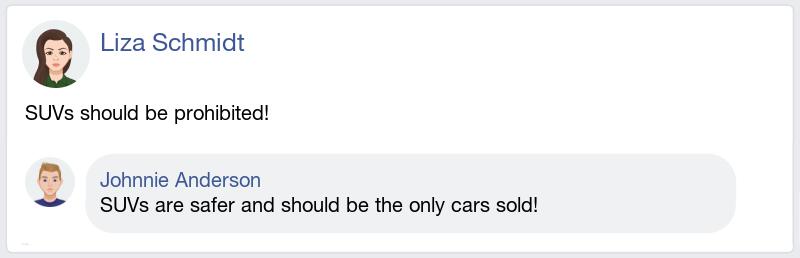 Liza Schmidt
SUVs should be prohibited!
Johnnie Anderson
SUVs are safer and should be the only cars sold!